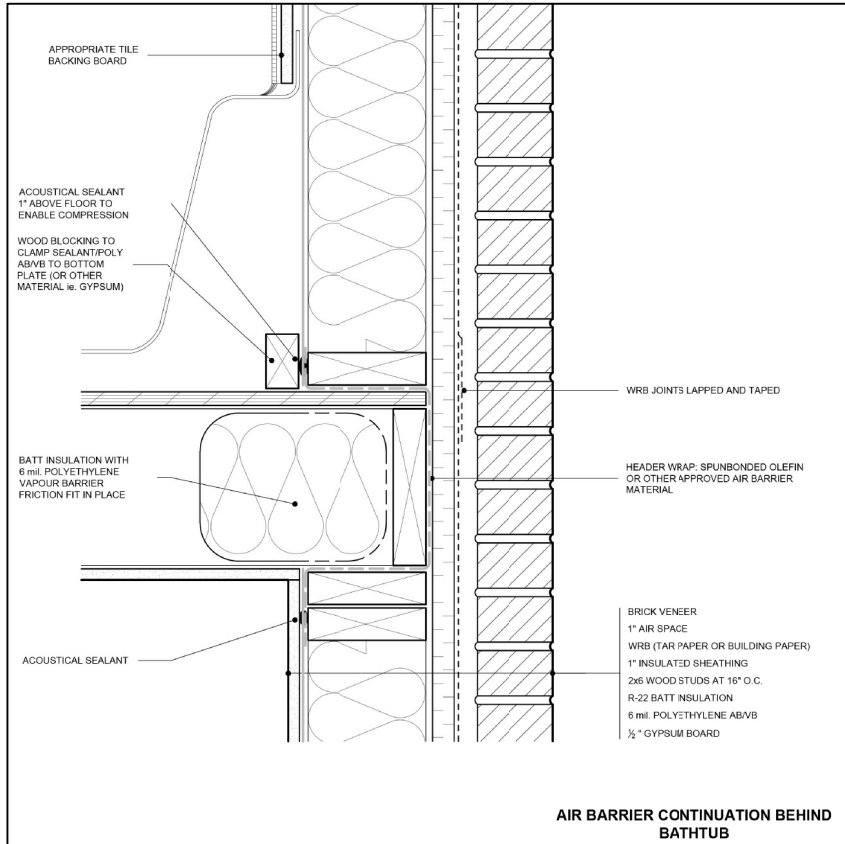 APPROPRIATE TILE
BACKING BOARD
ACOUSTICAL SEALANT
1" ABOVE FLOOR TO
ENABLE COMPRESSION
WOOD BLOCKING TO
CLAMP SEALANT/POLY
AB/VB TO BOTTOM
PLATE (OR OTHER
MATERIAL ie. GYPSUM)
WRB JOINTS LAPPED AND TAPED
BATT INSULATION WITH
6 mil. POLYETHYLENE
VAPOUR BARRIER
FRICTION FIT IN PLACE
HEADER WRAP: SPUNBONDED OLEFIN
OR OTHER APPROVED AIR BARRIER
MATERIAL
ACOUSTICAL SEALANT
BRICK VENEER
1" AIR SPACE
WRB (TAR PAPER OR BUILDING PAPER)
1" INSULATED SHEATHING
2x6 WOOD STUDS AT 16" O.C.
R-22 BATT INSULATION
6 mil. POLYETHYLENE AB/VB
½" GYPSUM BOARD
AIR BARRIER CONTINUATION BEHIND
BATHTUB